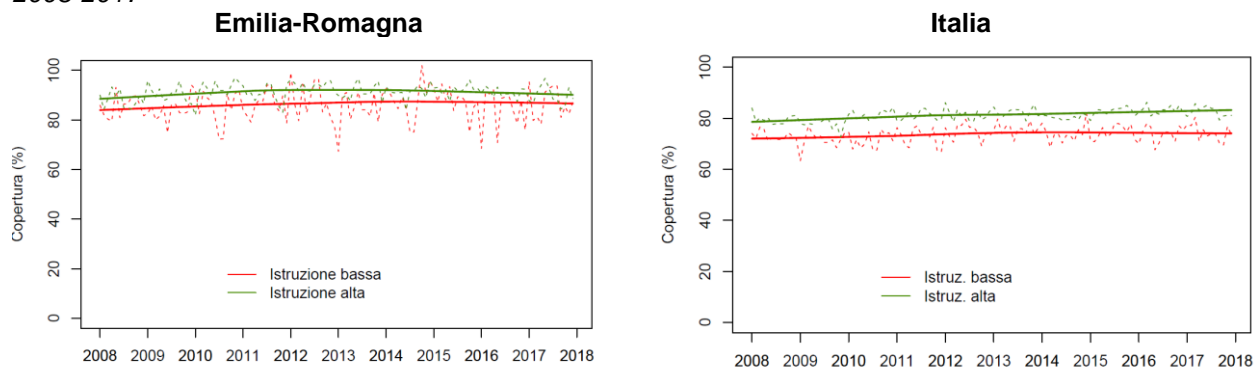 2008-2017
Emilia-Romagna
Italia
Copertura (%)
100
80
60
40
20
0
Istruzione bassa
Istruzione alta
2008 2009 2010 2011 2012 2013 2014 2015 2016 2017 2018
Copertura (%)
100
80
60
40
20
0
Istruz. bassa
Istruz. alta
2008 2009 2010 2011 2012 2013 2014 2015 2016 2017 2018